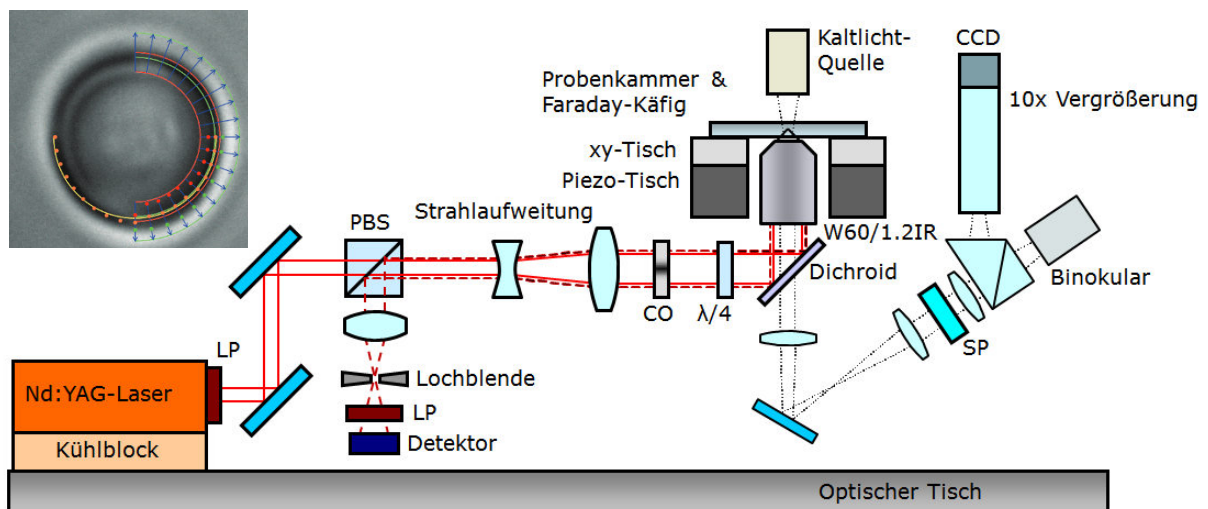 Kaltlicht-
Quelle
CCD
Probenkammer &
Faraday-Käfig
10x Vergrößerung
xy-Tisch
Piezo-Tisch
PBS
Strahlaufweitung
W60/1.2IR
Dichroid
Binokular
CO
λ/4
SP
LP
Nd:YAG-Laser
Lochblende
LP
Kühlblock
Detektor
Optischer Tisch